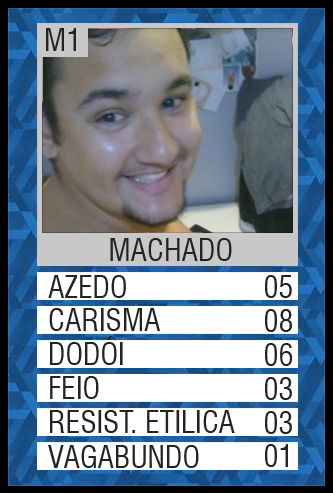 M1
MACHADO
AZEDO 05
CARISMA 08
DODÓI 06
FEIO 03
RESIST. ETILICA 03
VAGABUNDO 01